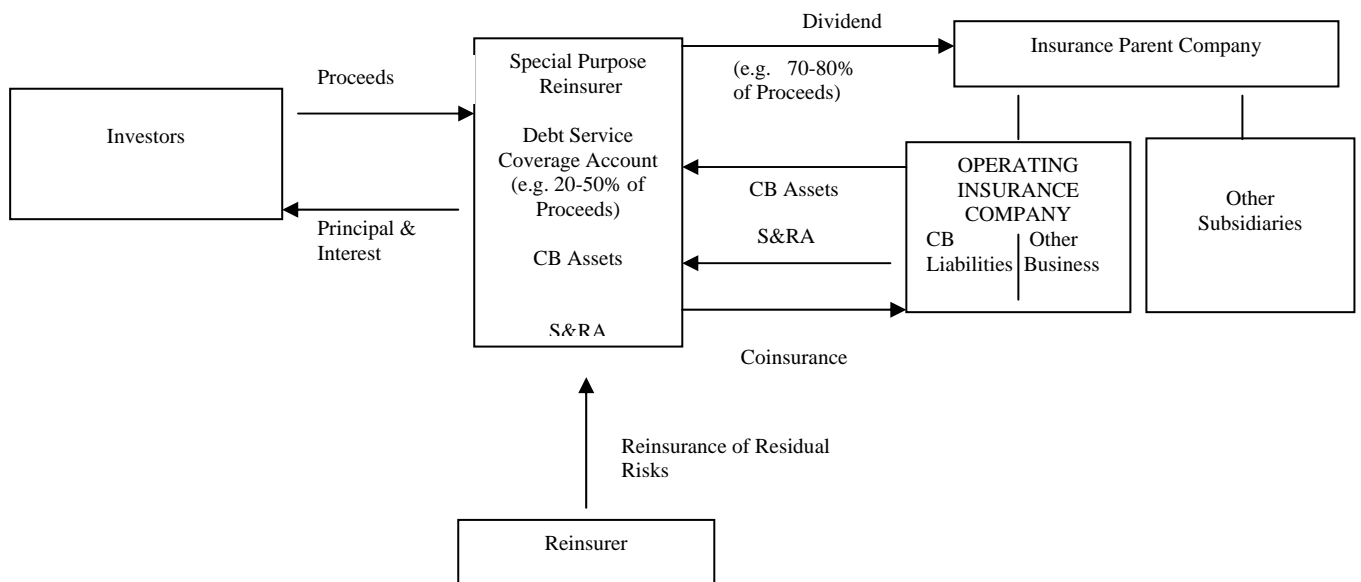 Dividend
Insurance Parent Company
(e.g. 70-80%
of Proceeds)
Special Purpose
Reinsurer
Debt Service
Coverage Account
(e.g. 20-50% of
Proceeds)
CB Assets
S&RA
Proceeds
Investors
Principal &
Interest
CB Assets
S&RA
Coinsurance
OPERATING
INSURANCE
COMPANY
CB
Liabilities
Other
Business
Other
Subsidiaries
Reinsurance of Residual
Risks
Reinsurer